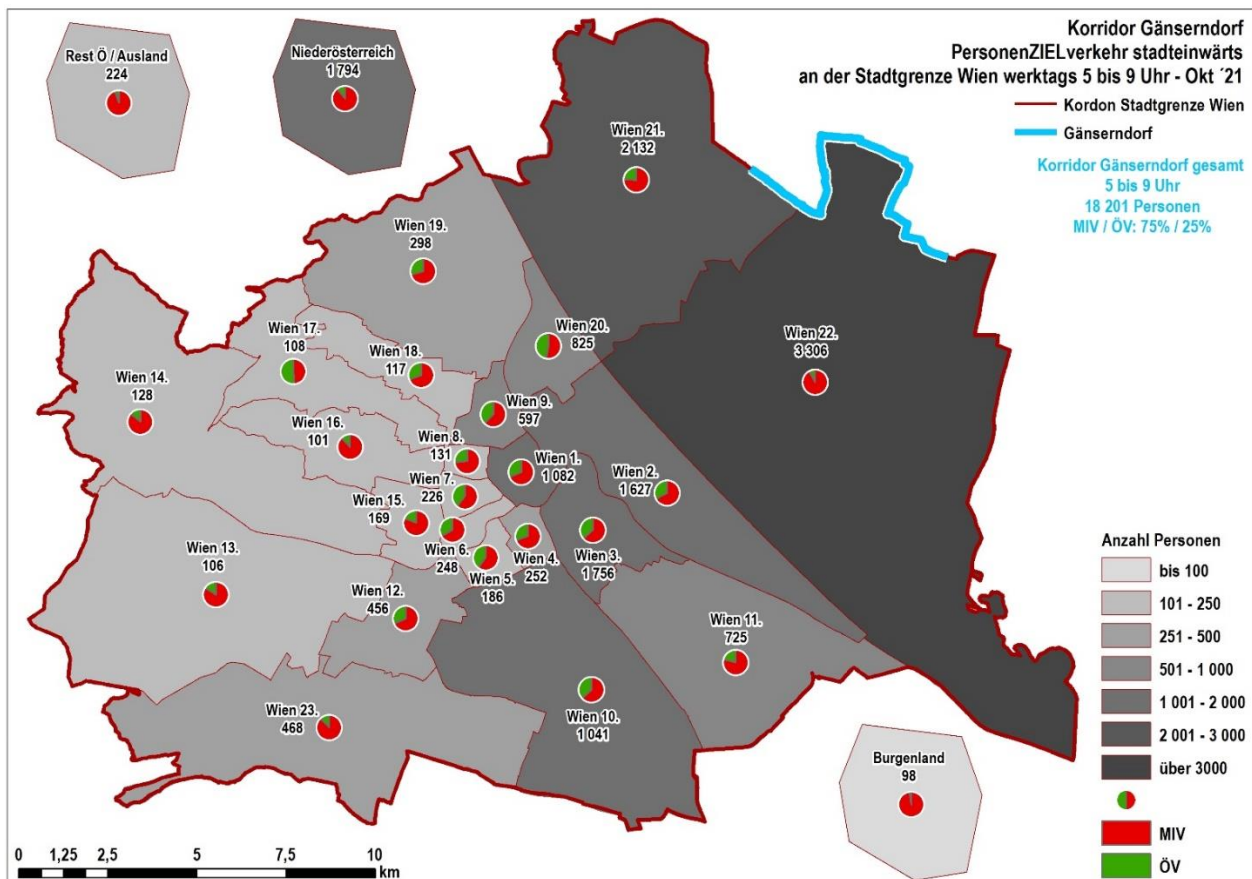 Korridor Gänserndorf
PersonenZIELverkehr stadteinwärts
an der Stadtgrenze Wien werktags 5 bis 9 Uhr - Okt ´21
Kordon Stadtgrenze Wien
Gänserndorf
Korridor Gänserndorf gesamt
5 bis 9 Uhr
18 201 Personen
MIV / ÖV: 75% / 25%
Rest Ö / Ausland
224
Niederösterreich
1 794
Wien 21.
2 132
Wien 19.
298
Wien 20.
825
Wien 17.
108
Wien 18.
117
Wien 22.
3 306
Wien 14.
128
Wien 16.
101
Wien 9.
597
Wien 8.
131
Wien 1.
1 082
Wien 2.
1 627
Wien 7.
226
Wien 15.
169
Wien 6.
248
Wien 5.
186
Wien 4.
252
Wien 3.
1 756
Wien 13.
106
Wien 12.
456
Wien 11.
725
Wien 10.
1 041
Wien 23.
468
Burgenland
98
Anzahl Personen
bis 100
101 - 250
251 - 500
501 - 1 000
1 001 - 2 000
2 001 - 3 000
über 3000
MIV
ÖV
0 1,25 2,5 5 7,5 10
km